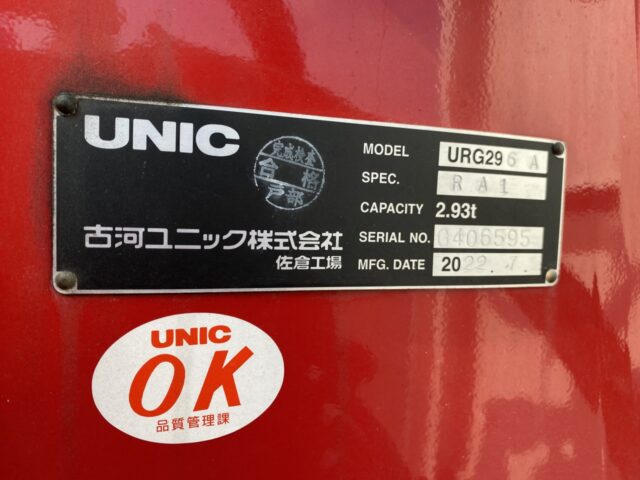 UNIC
完成検査
合格
戸部
古河ユニック株式会社
佐倉工場
MODEL URG296A
SPEC. RA1
CAPACITY 2.93t
SERIAL NO. G406595
MFG. DATE 2022.7.
UNIC
OK
品質管理課